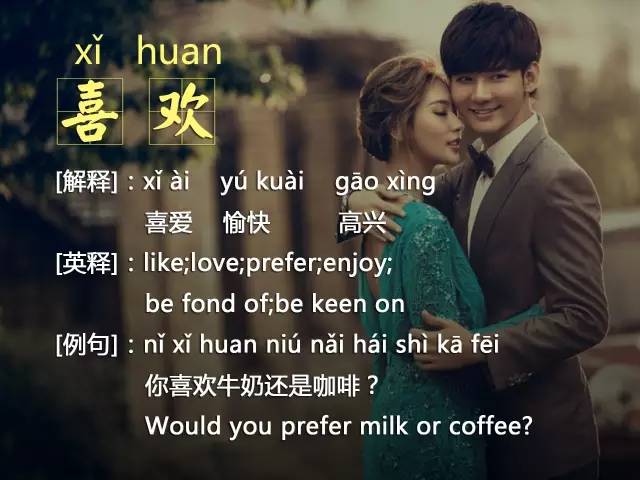 xǐ huan
喜欢
[解释]：xǐ ài yú kuài gāo xìng
喜爱 愉快 高兴
[英释]：like;love;prefer;enjoy;
be fond of;be keen on
[例句]：nǐ xǐ huan niú nǎi hái shì kā fēi
你喜欢牛奶还是咖啡？
Would you prefer milk or coffee?